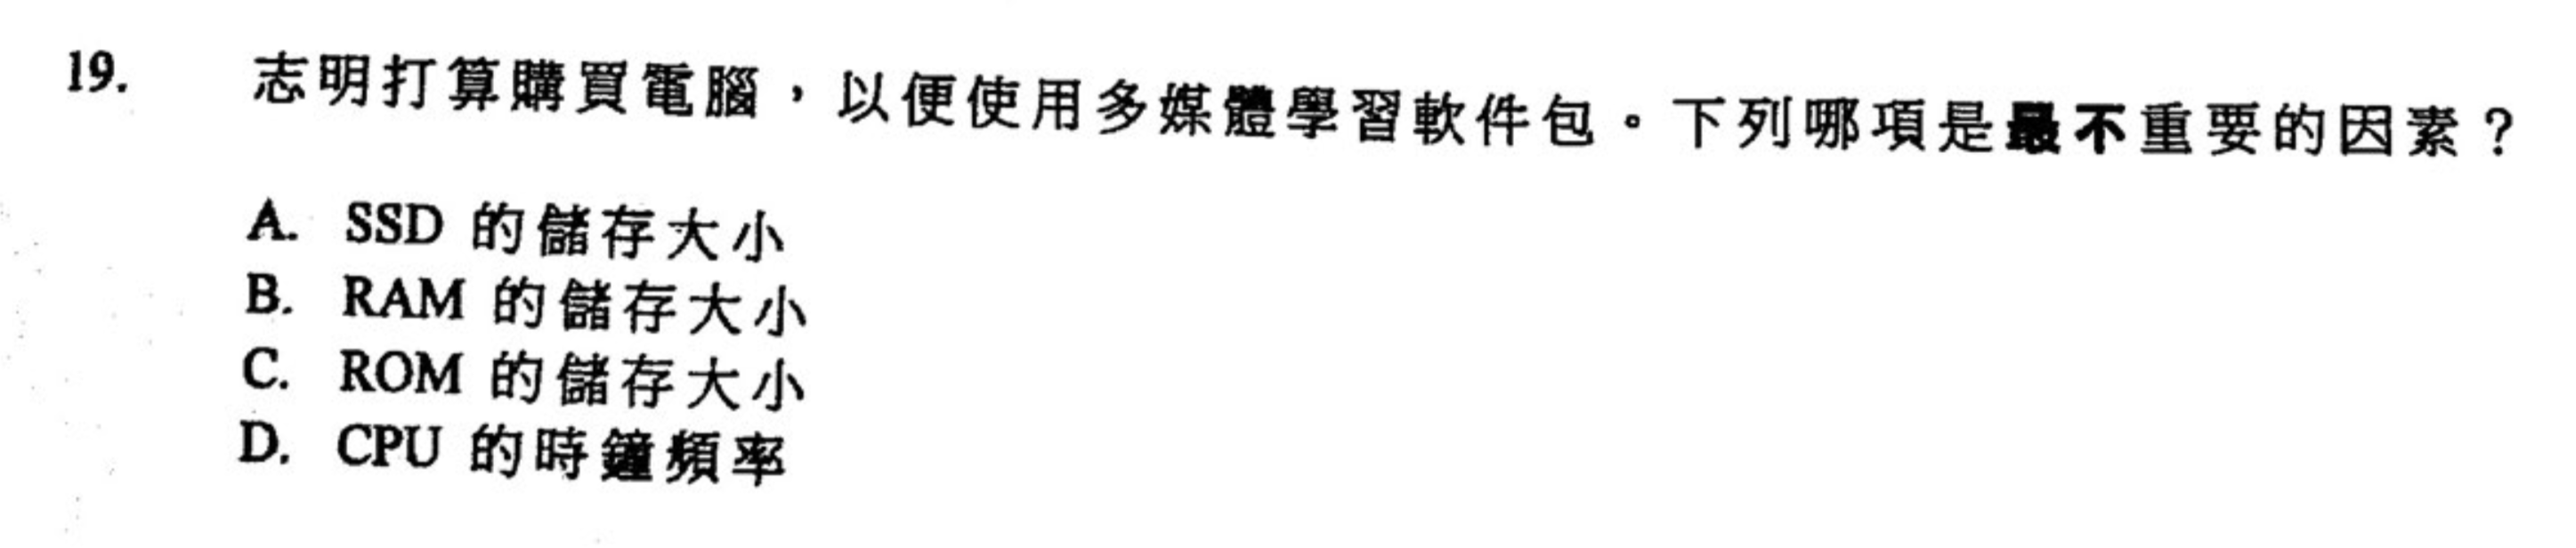 19. 志明打算購買電腦，以便使用多媒體學習軟件包。下列哪項是最不重要的因素？
A. SSD 的儲存大小
B. RAM 的儲存大小
C. ROM 的儲存大小
D. CPU 的時鐘頻率